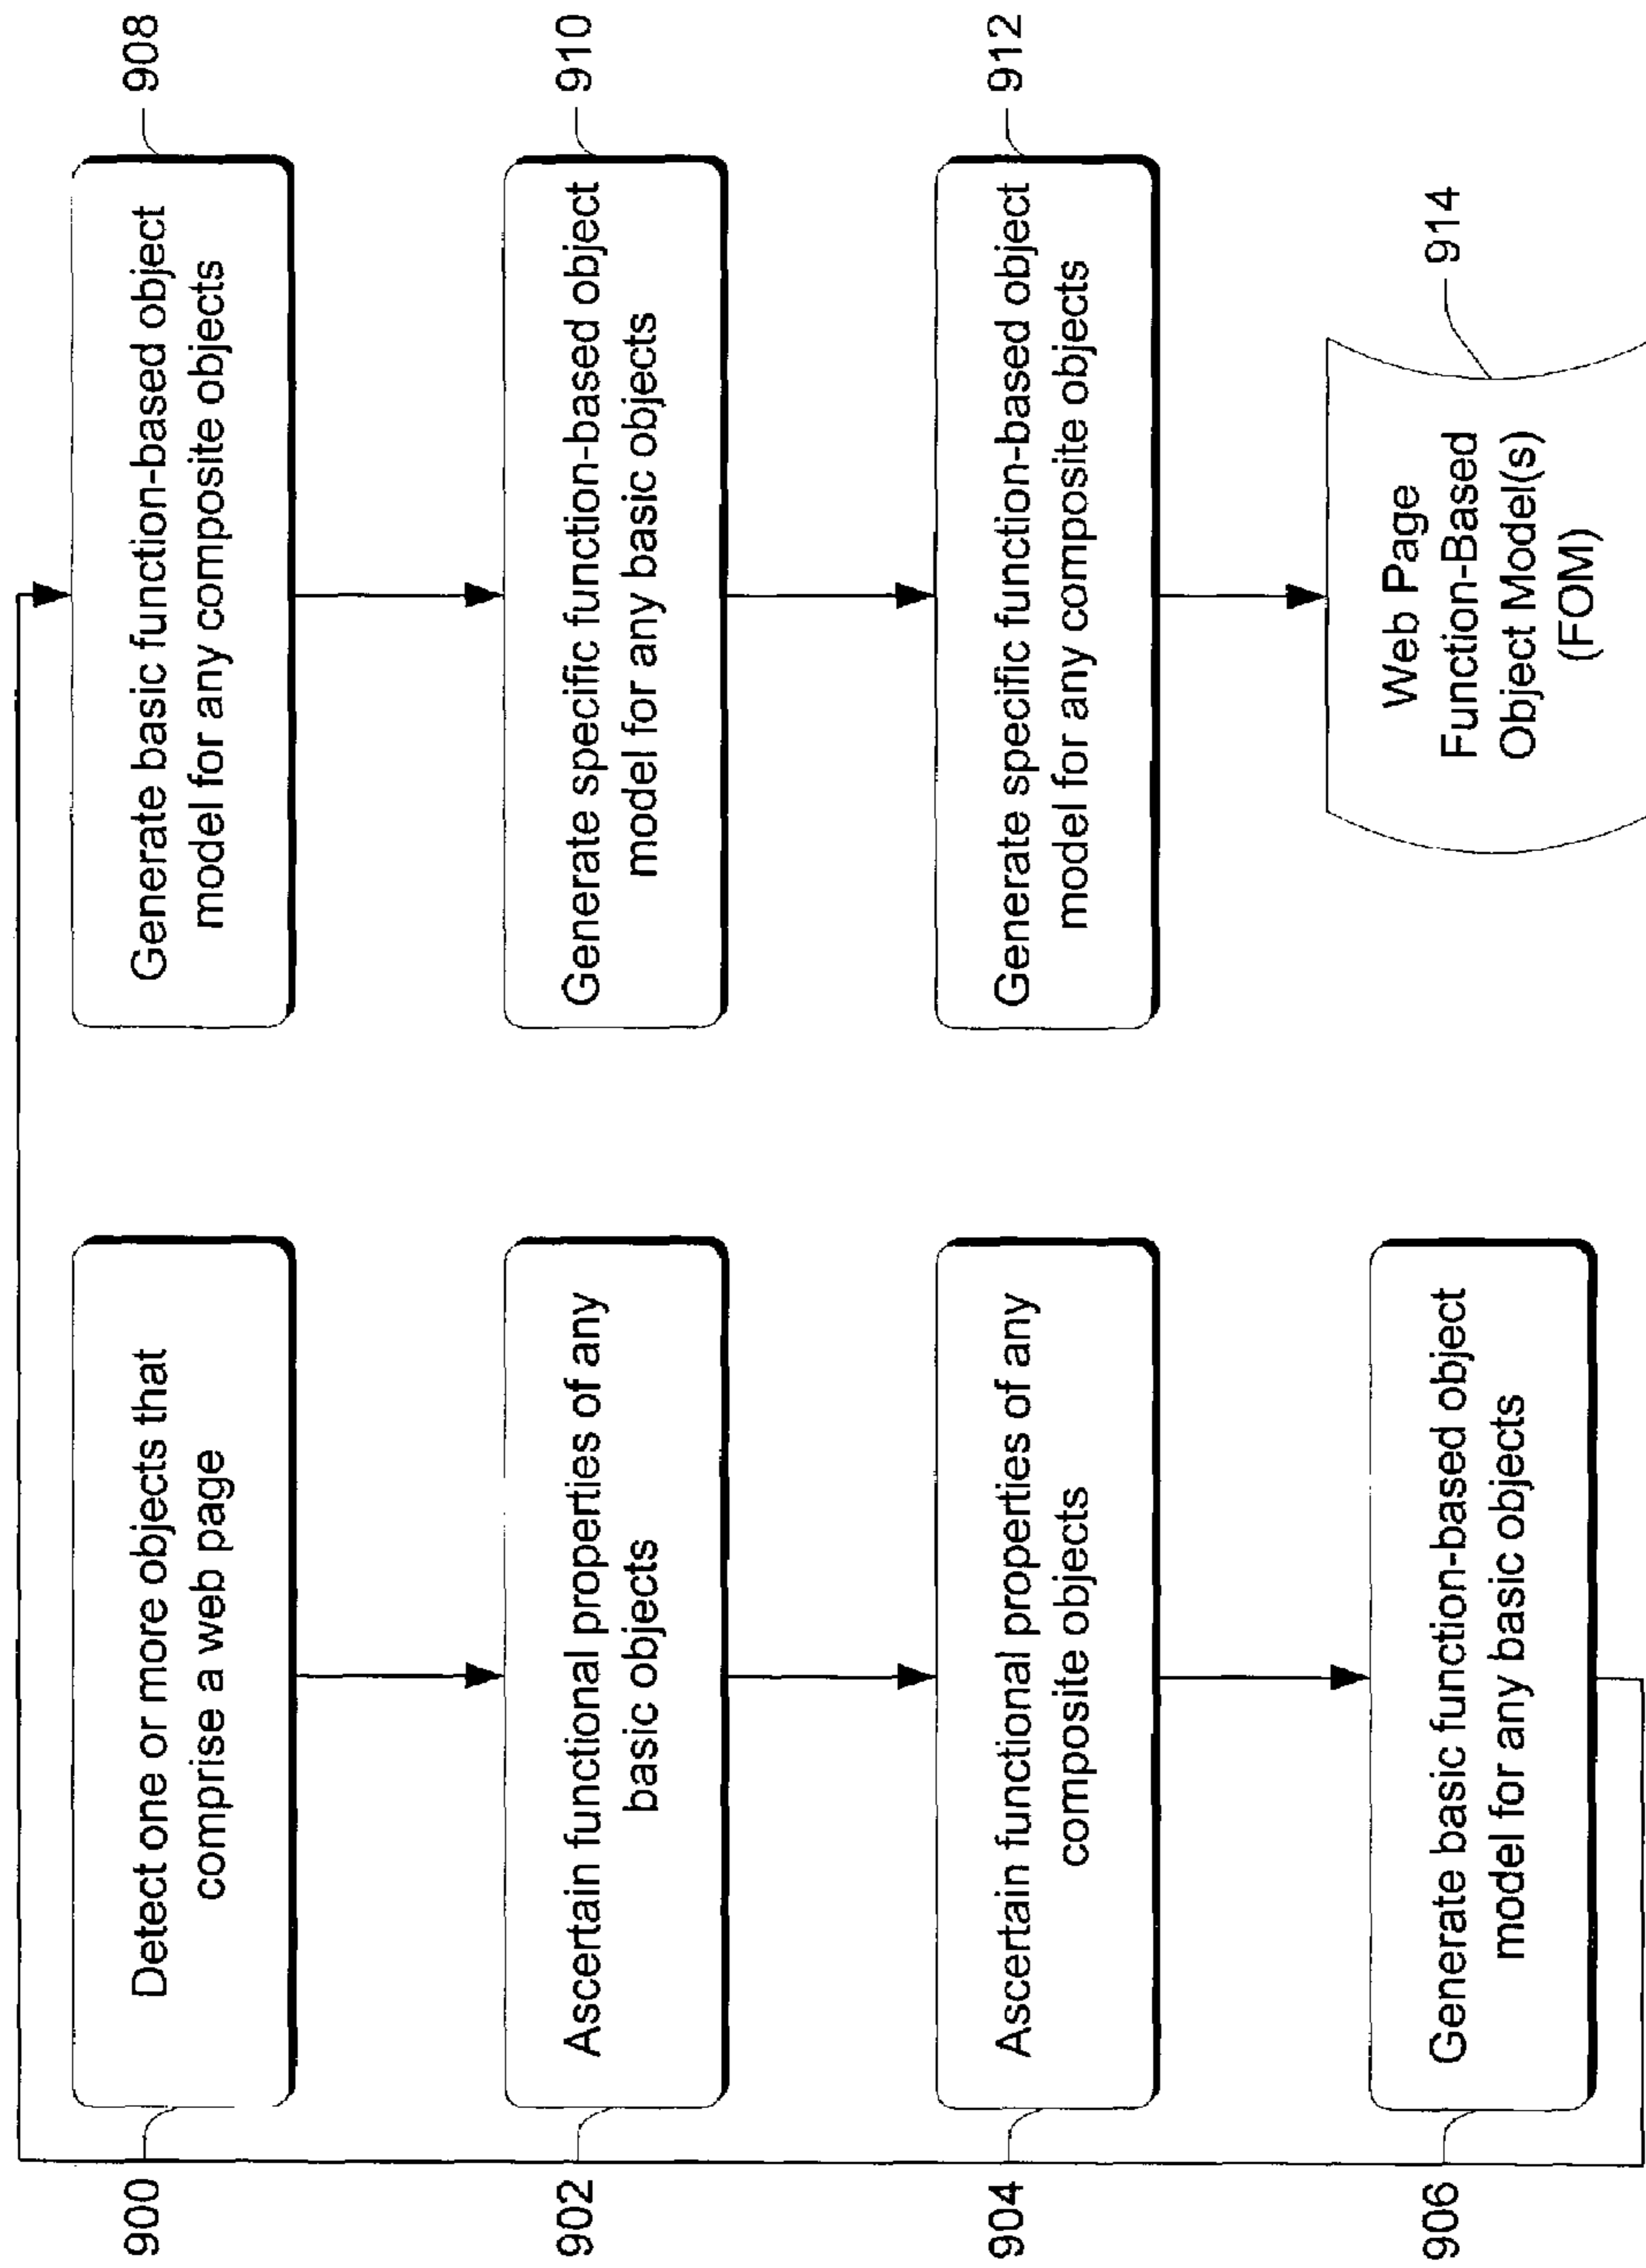 900
Detect one or more objects that
comprise a web page
902
Ascertain functional properties of any
basic objects
904
Ascertain functional properties of any
composite objects
906
Generate basic function-based object
model for any basic objects
908
Generate basic function-based object
model for any composite objects
910
Generate specific function-based object
model for any basic objects
912
Generate specific function-based object
model for any composite objects
914
Web Page
Function-Based
Object Model(s)
(FOM)